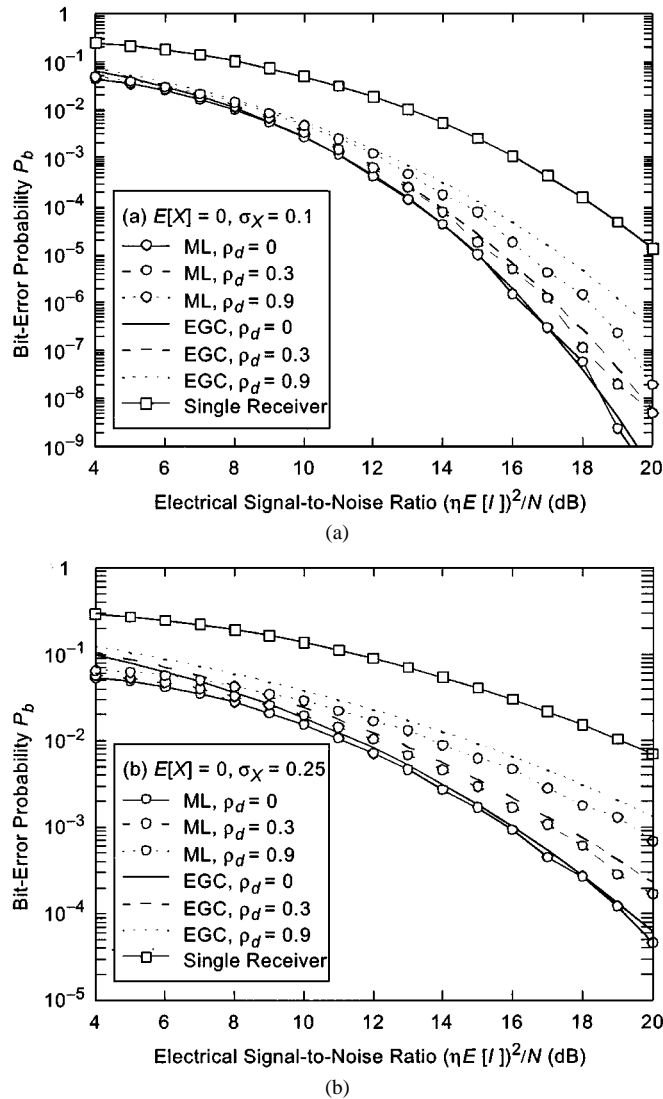 1
10⁻¹
10⁻²
10⁻³
10⁻⁴
10⁻⁵
10⁻⁶
10⁻⁷
10⁻⁸
10⁻⁹
Bit-Error Probability P_b
(a) E[X] = 0, σ_X = 0.1
ML, ρ_d = 0
ML, ρ_d = 0.3
ML, ρ_d = 0.9
EGC, ρ_d = 0
EGC, ρ_d = 0.3
EGC, ρ_d = 0.9
Single Receiver
4 6 8 10 12 14 16 18 20
Electrical Signal-to-Noise Ratio (ηE [I ])²/N (dB)
(a)
1
10⁻¹
10⁻²
10⁻³
10⁻⁴
10⁻⁵
Bit-Error Probability P_b
(b) E[X] = 0, σ_X = 0.25
ML, ρ_d = 0
ML, ρ_d = 0.3
ML, ρ_d = 0.9
EGC, ρ_d = 0
EGC, ρ_d = 0.3
EGC, ρ_d = 0.9
Single Receiver
4 6 8 10 12 14 16 18 20
Electrical Signal-to-Noise Ratio (ηE [I ])²/N (dB)
(b)